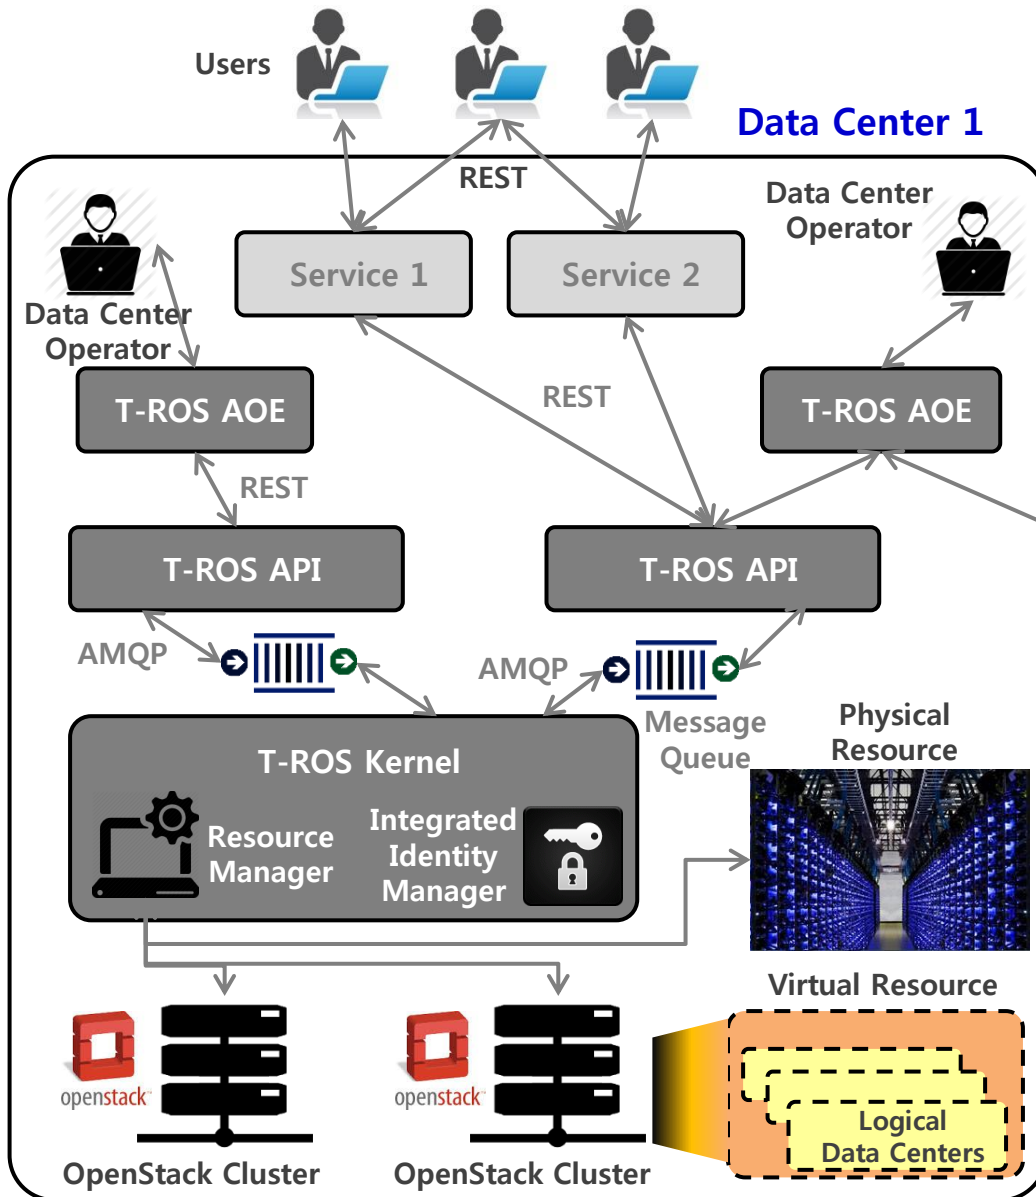 Users
Data Center 1
REST
Data Center
Operator
Service 1
Service 2
Data Center
Operator
T-ROS AOE
REST
T-ROS AOE
REST
T-ROS API
T-ROS API
AMQP
AMQP
Message
Queue
Physical
Resource
T-ROS Kernel
Resource
Manager
Integrated
Identity
Manager
Virtual Resource
openstack™
openstack™
Logical
Data Centers
OpenStack Cluster
OpenStack Cluster